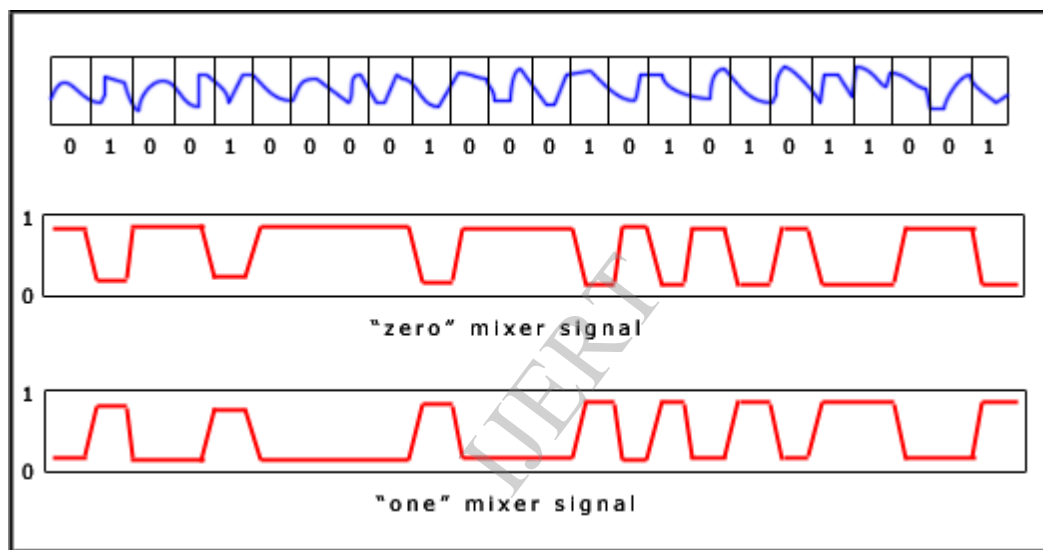 0 1 0 0 1 0 0 0 0 1 0 0 0 1 0 1 0 1 0 1 1 0 0 1
1
0
"zero" mixer signal
IJERT
1
0
"one" mixer signal